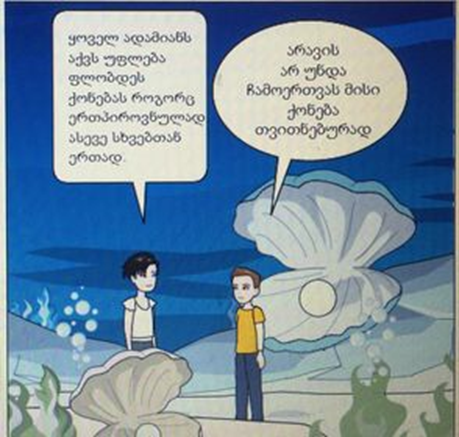 ყოველ ადამიანს
აქვს უფლება
ფლობდეს
ქონებას როგორც
ერთპიროვნულად
ასევე სხვებთან
ერთად.
არავის
არ უნდა
ჩამოერთვას მისი
ქონება
თვითნებურად